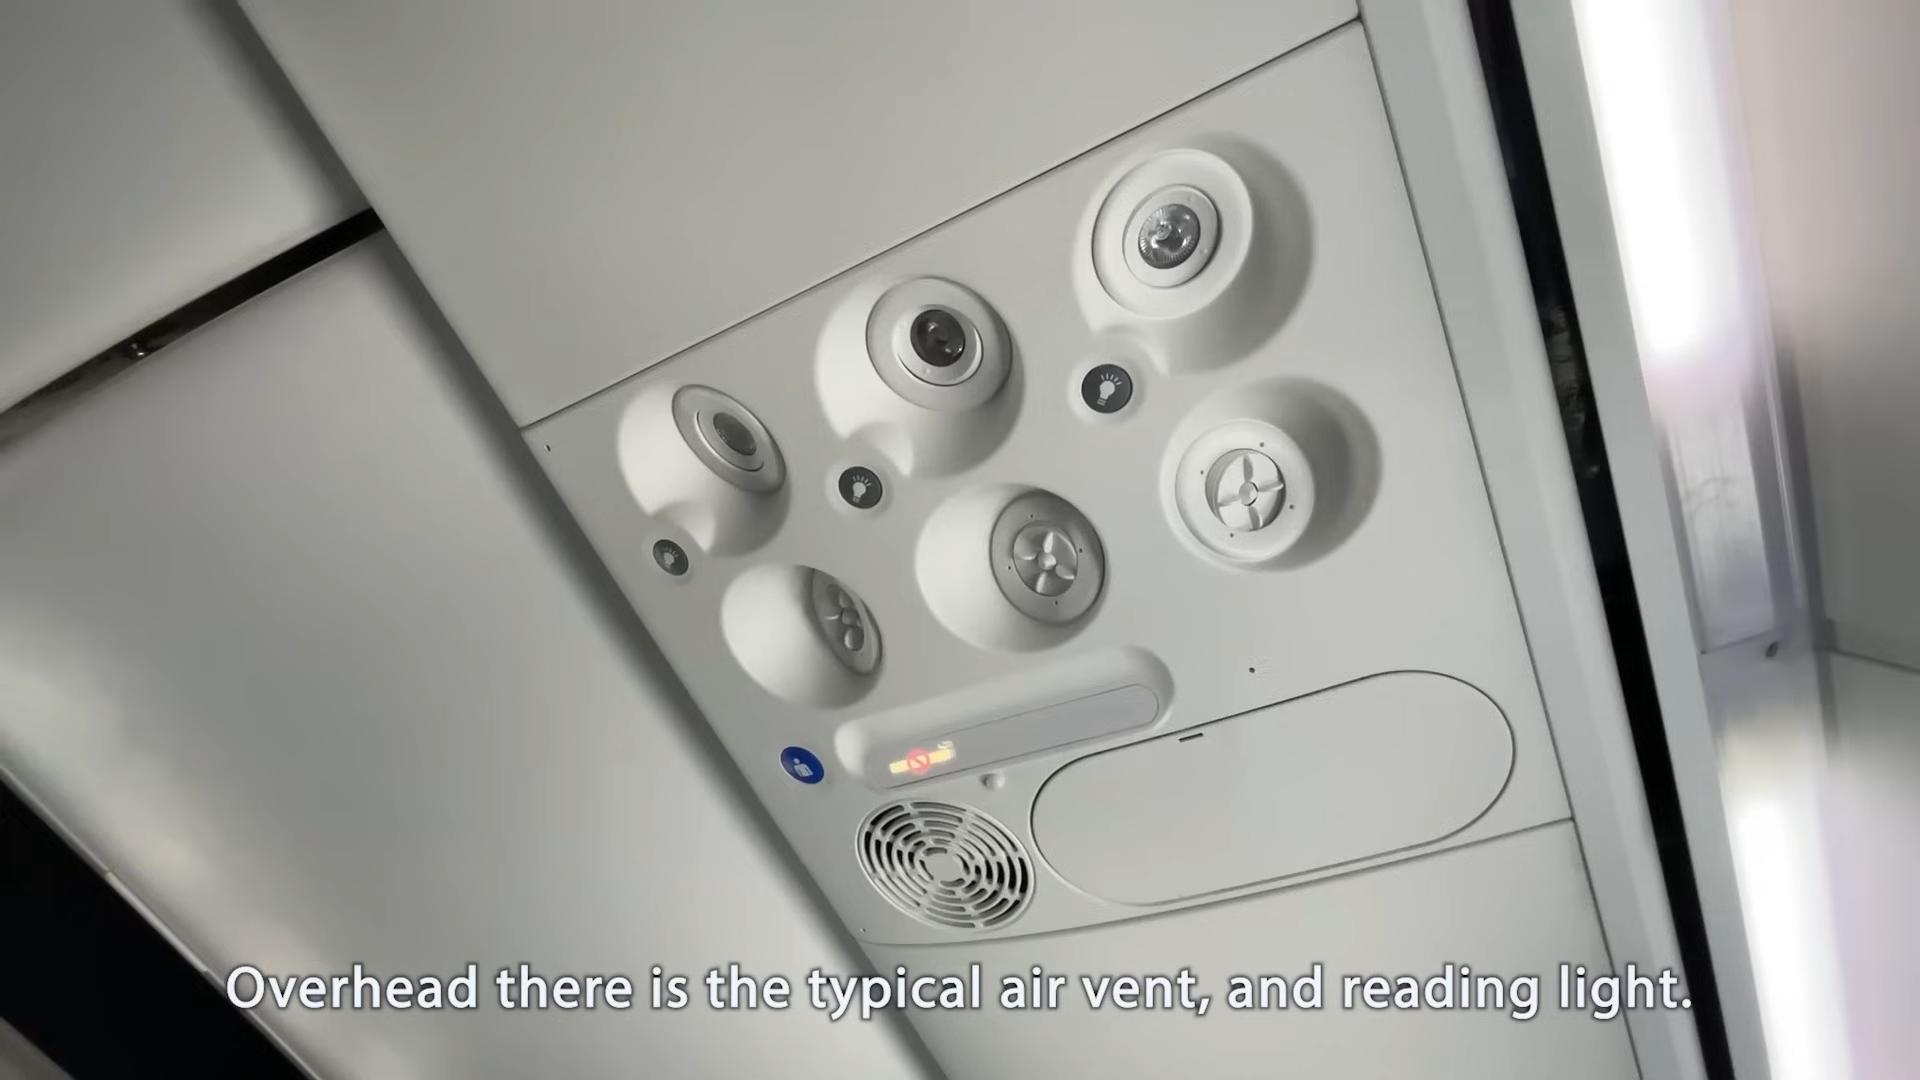 Overhead there is the typical air vent, and reading light.